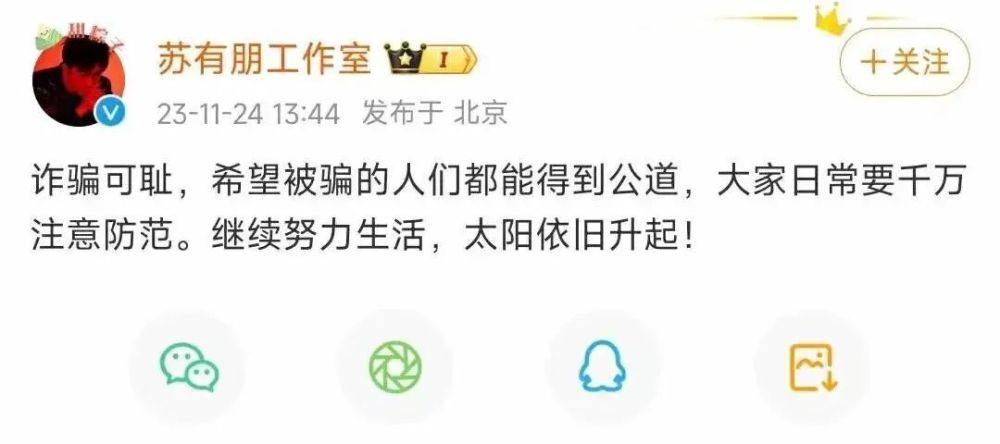 甜粽子
苏有朋工作室
I
＋关注
23-11-24 13:44 发布于 北京
诈骗可耻，希望被骗的人们都能得到公道，大家日常要千万
注意防范。继续努力生活，太阳依旧升起！